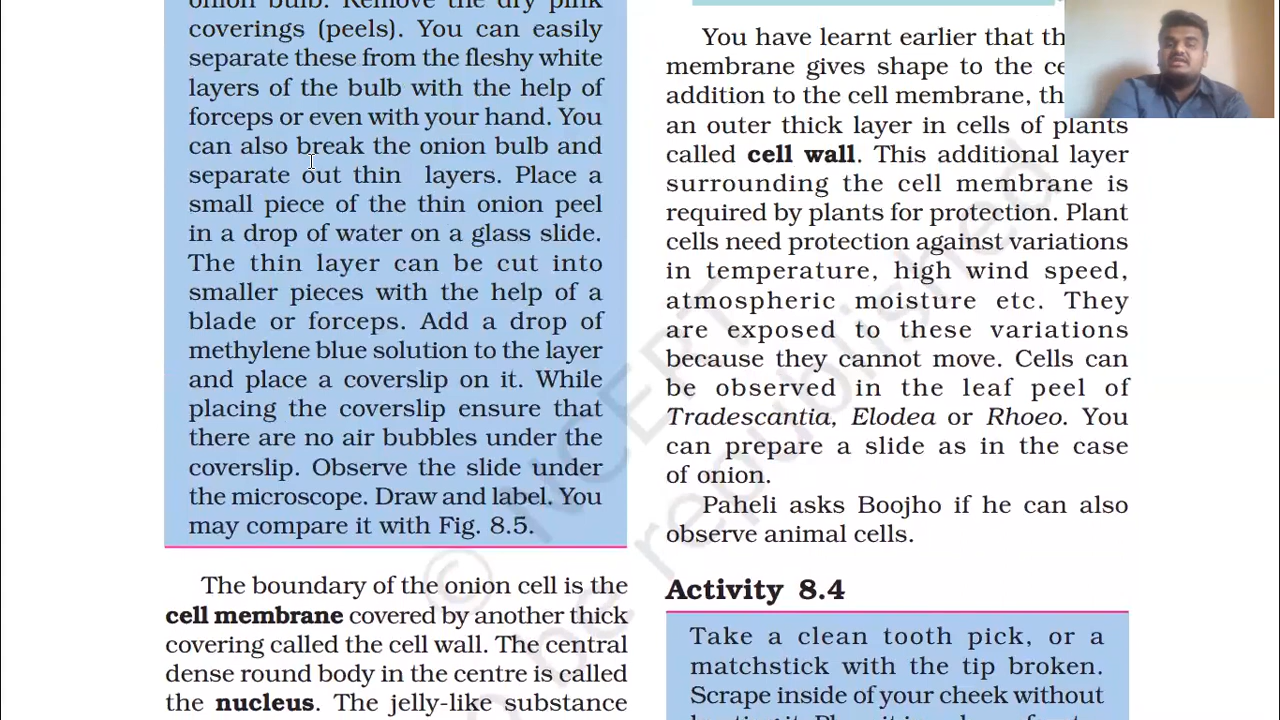 onion bulb. Remove the dry pink
coverings (peels). You can easily
separate these from the fleshy white
layers of the bulb with the help of
forceps or even with your hand. You
can also break the onion bulb and
separate out thin layers. Place a
small piece of the thin onion peel
in a drop of water on a glass slide.
The thin layer can be cut into
smaller pieces with the help of a
blade or forceps. Add a drop of
methylene blue solution to the layer
and place a coverslip on it. While
placing the coverslip ensure that
there are no air bubbles under the
coverslip. Observe the slide under
the microscope. Draw and label. You
may compare it with Fig. 8.5.
The boundary of the onion cell is the
cell membrane covered by another thick
covering called the cell wall. The central
dense round body in the centre is called
the nucleus. The jelly-like substance
You have learnt earlier that
membrane gives shape to the
addition to the cell membrane,
an outer thick layer in cells of plants
called cell wall. This additional layer
surrounding the cell membrane is
required by plants for protection. Plant
cells need protection against variations
in temperature, high wind speed,
atmospheric moisture etc. They
are exposed to these variations
because they cannot move. Cells can
be observed in the leaf peel of
Tradescantia, Elodea or Rhoeo. You
can prepare a slide as in the case
of onion.
Paheli asks Boojho if he can also
observe animal cells.
Activity 8.4
Take a clean tooth pick, or a
matchstick with the tip broken.
Scrape inside of your cheek without
© NCERT
be republished